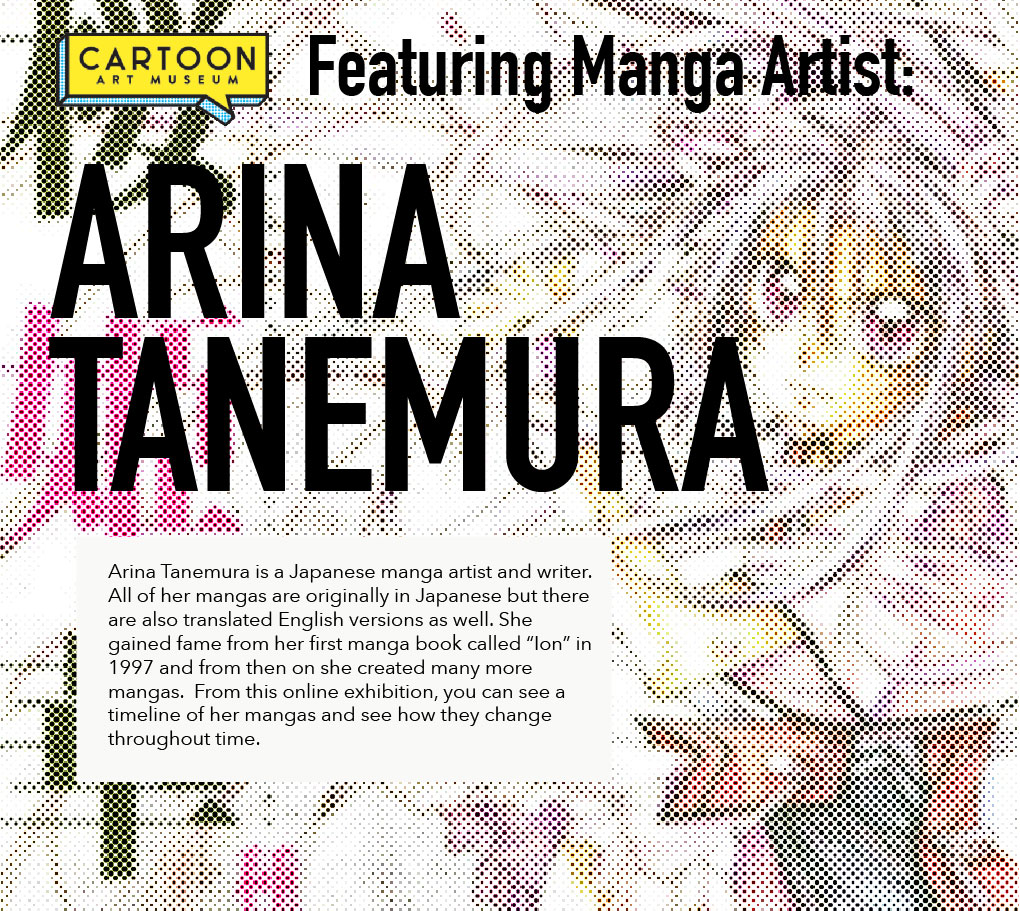 CARTOON
ART MUSEUM
Featuring Manga Artist:
ARINA
TANEMURA
Arina Tanemura is a Japanese manga artist and writer.
All of her mangas are originally in Japanese but there
are also translated English versions as well. She
gained fame from her first manga book called “Ion” in
1997 and from then on she created many more
mangas.  From this online exhibition, you can see a
timeline of her mangas and see how they change
throughout time.